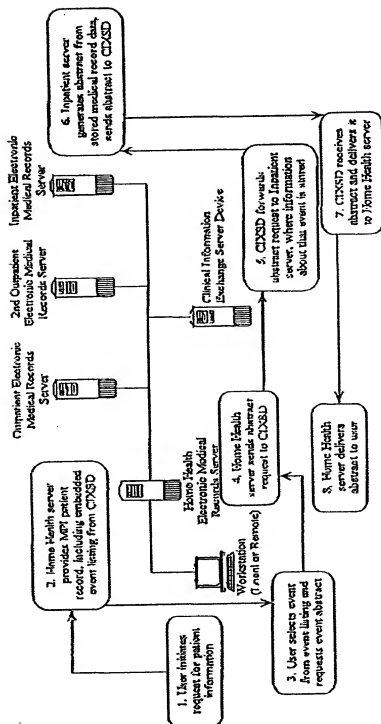 1. User initiates
request for patient
information
2. Home Health server
provides MPI patient
record, including embedded
event listing from CIXSD
3. User selects event
from event listing and
requests event abstract
4. Home Health
server sends abstract
request to CIXSD
5. CIXSD forwards
abstract request to Inpatient
server, where information
about that event is stored
6. Inpatient server
generates abstract from
stored medical record data,
sends abstract to CIXSD
7. CIXSD receives
abstract and delivers it
to Home Health server
8. Home Health
server delivers
abstract to user
Workstation
(Local or Remote)
Home Health
Electronic Medical
Records Server
Outpatient Electronic
Medical Records
Server
2nd Outpatient
Electronic Medical
Records Server
Inpatient Electronic
Medical Records
Server
Clinical Information
Exchange Server Device